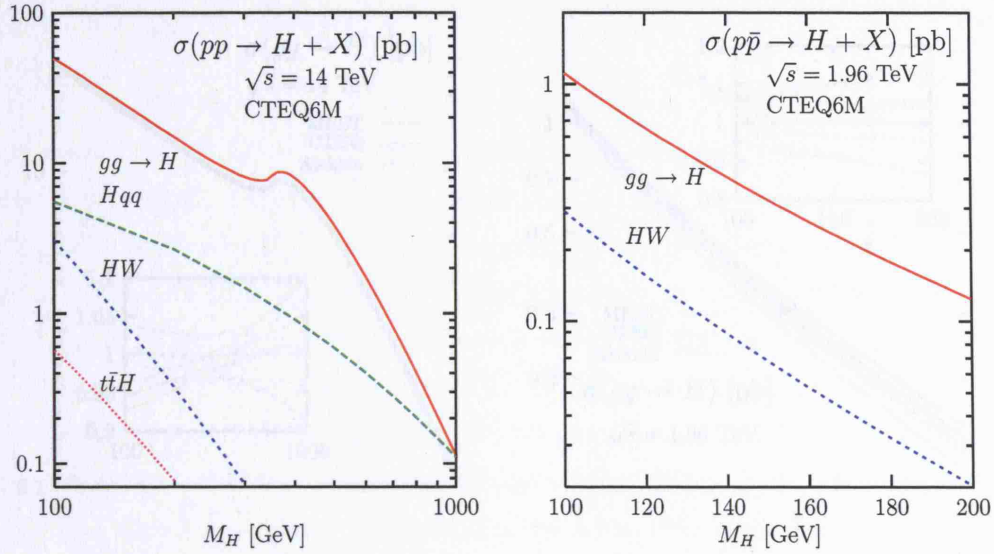 σ(pp → H + X) [pb]
√s = 14 TeV
CTEQ6M
gg → H
Hqq
HW
tt̄H
100
10
1
0.1
100
1000
M_H [GeV]
σ(pp̄ → H + X) [pb]
√s = 1.96 TeV
CTEQ6M
gg → H
HW
1
0.1
100
120
140
160
180
200
M_H [GeV]